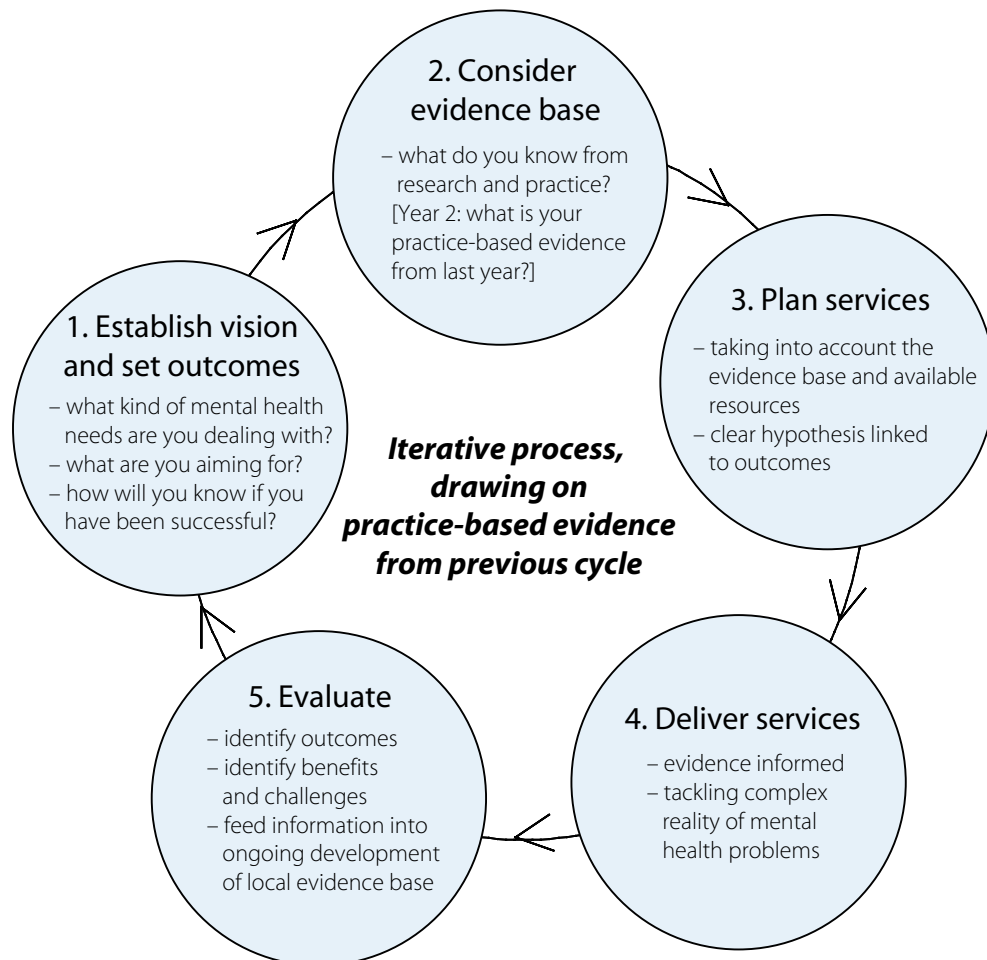 2. Consider
evidence base
– what do you know from
research and practice?
[Year 2: what is your
practice-based evidence
from last year?]
1. Establish vision
and set outcomes
– what kind of mental health
needs are you dealing with?
– what are you aiming for?
– how will you know if you
have been successful?
3. Plan services
– taking into account the
evidence base and available
resources
– clear hypothesis linked
to outcomes
Iterative process,
drawing on
practice-based evidence
from previous cycle
4. Deliver services
– evidence informed
– tackling complex
reality of mental
health problems
5. Evaluate
– identify outcomes
– identify benefits
and challenges
– feed information into
ongoing development
of local evidence base